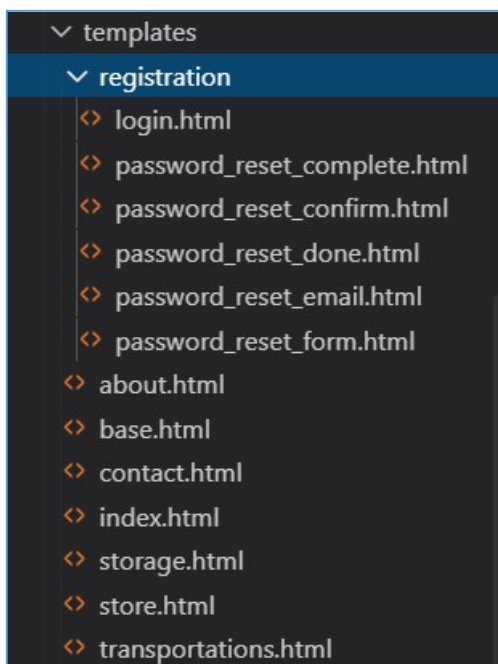 templates
registration
login.html
password_reset_complete.html
password_reset_confirm.html
password_reset_done.html
password_reset_email.html
password_reset_form.html
about.html
base.html
contact.html
index.html
storage.html
store.html
transportations.html